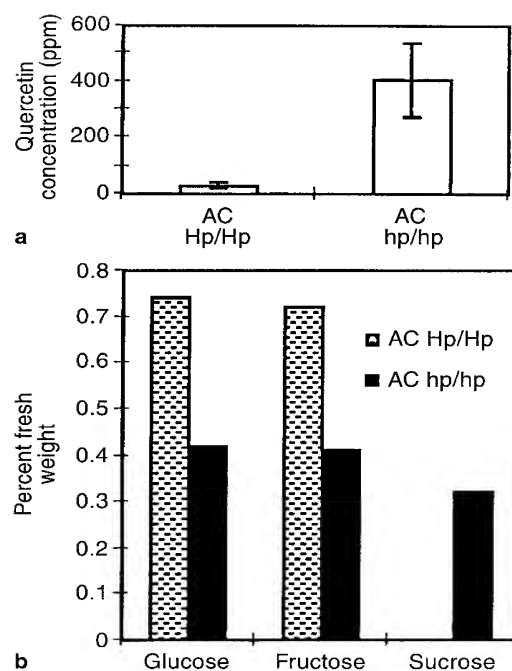 Quercetin
concentration (ppm)
600
400
200
0
AC
Hp/Hp
AC
hp/hp
a
Percent fresh
weight
0.8
0.7
0.6
0.5
0.4
0.3
0.2
0.1
0
AC Hp/Hp
AC hp/hp
Glucose
Fructose
Sucrose
b